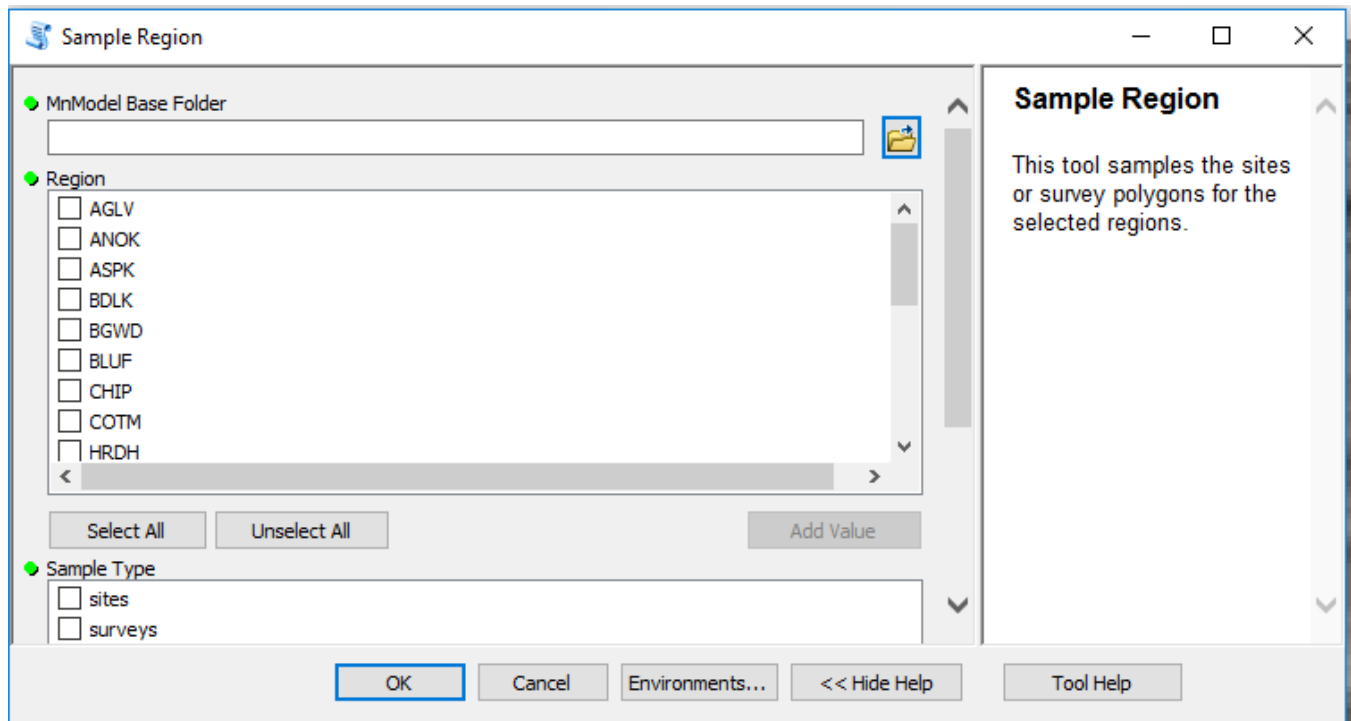 Sample Region
MnModel Base Folder
Region
AGLV
ANOK
ASPK
BDLK
BGWD
BLUF
CHIP
COTM
HRDH
Select All
Unselect All
Add Value
Sample Type
sites
surveys
Sample Region
This tool samples the sites
or survey polygons for the
selected regions.
OK
Cancel
Environments...
<< Hide Help
Tool Help